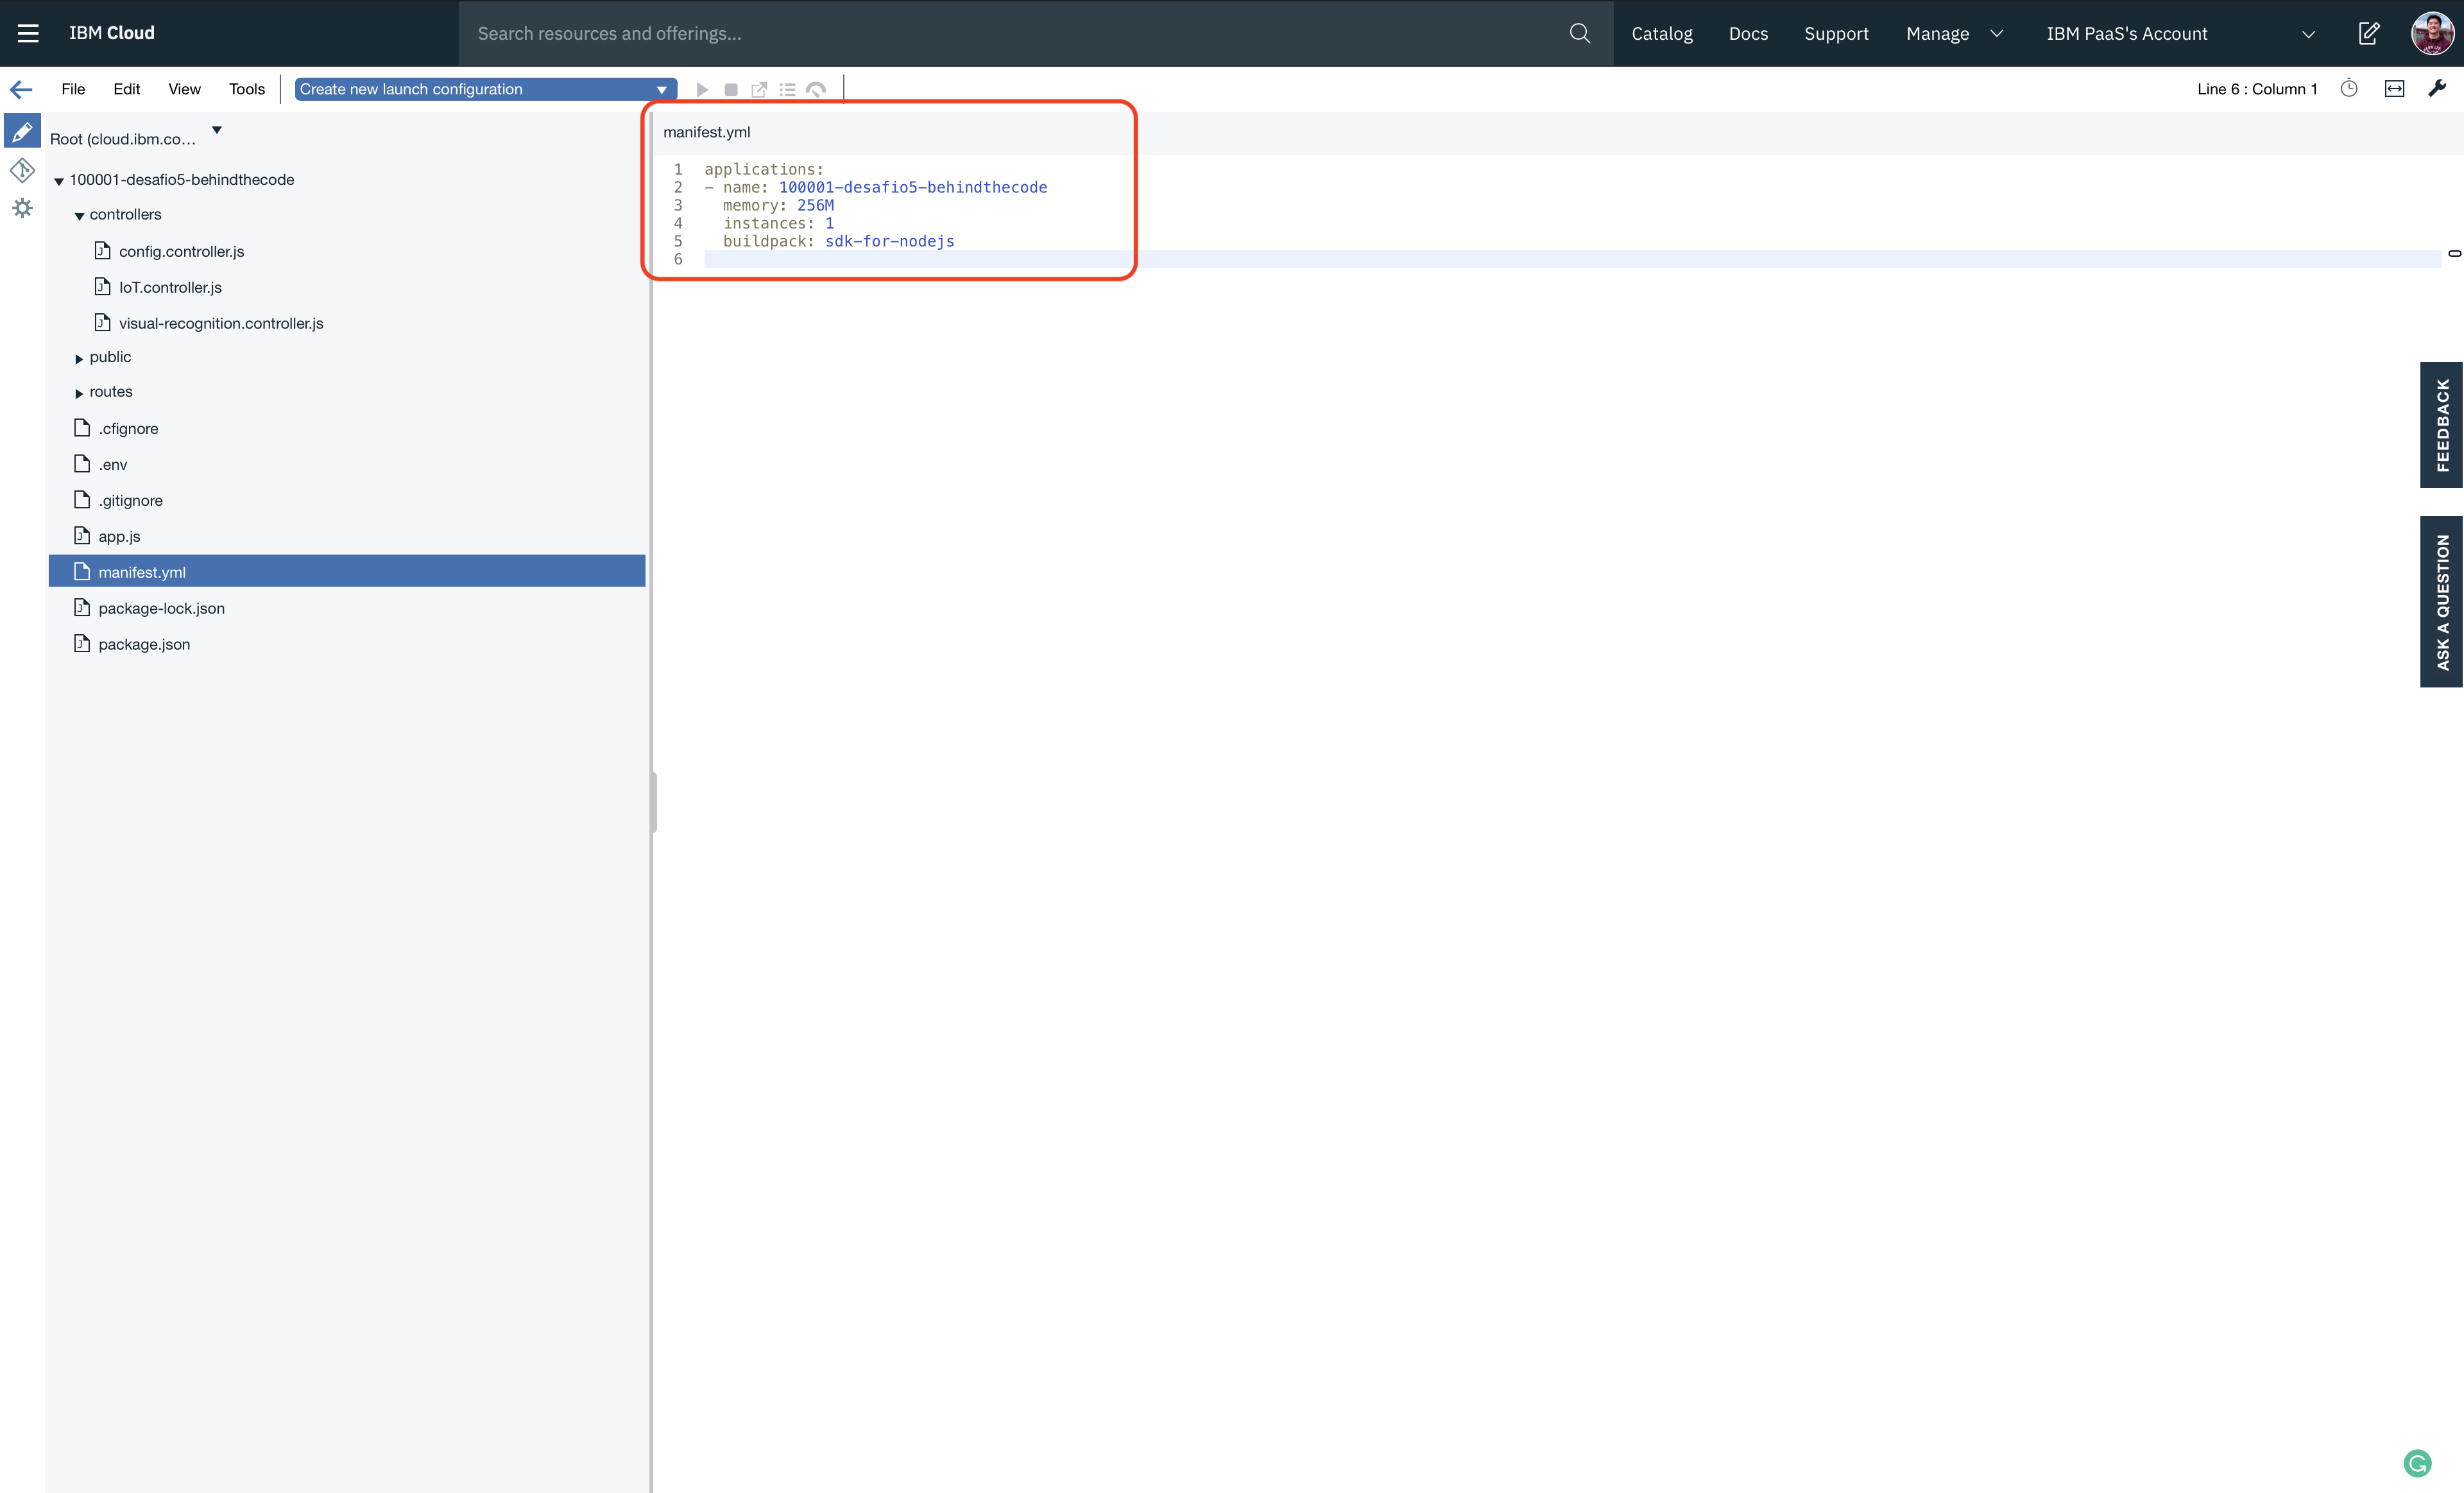 IBM Cloud
Search resources and offerings...
Catalog
Docs
Support
Manage
IBM PaaS's Account
File
Edit
View
Tools
Create new launch configuration
Line 6 : Column 1
Root (cloud.ibm.co...
100001-desafio5-behindthecode
controllers
config.controller.js
IoT.controller.js
visual-recognition.controller.js
public
routes
.cfignore
.env
.gitignore
app.js
manifest.yml
package-lock.json
package.json
manifest.yml
1 applications:
2 - name: 100001-desafio5-behindthecode
3 memory: 256M
4 instances: 1
5 buildpack: sdk-for-nodejs
6
FEEDBACK
ASK A QUESTION